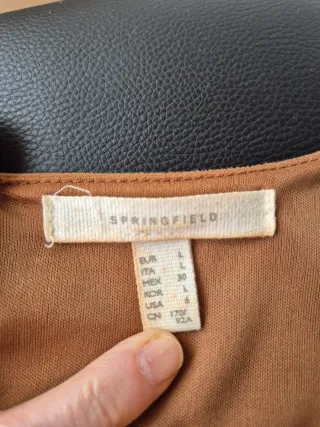 SPRINGFIELD
EUR L
ITA L
MEX 30
KOR L
USA 6
CN 170/
92A